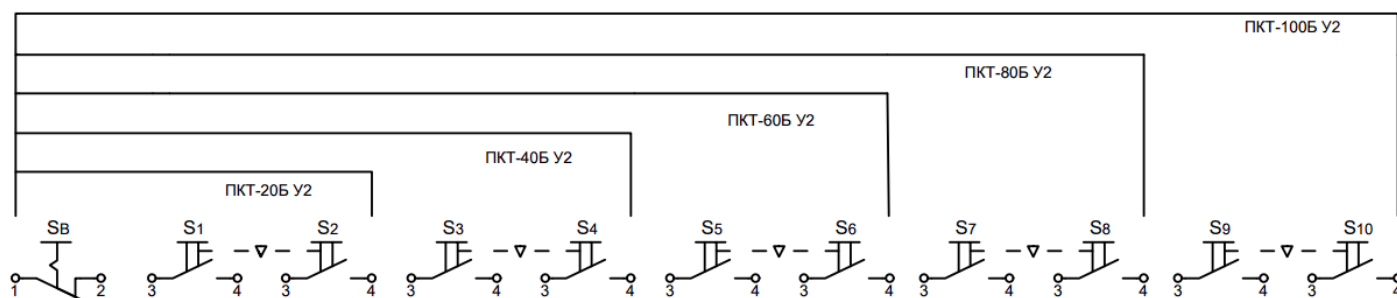 ПКТ-100Б У2
ПКТ-80Б У2
ПКТ-60Б У2
ПКТ-40Б У2
ПКТ-20Б У2
SB S1 S2 S3 S4 S5 S6 S7 S8 S9 S10
1 2 3 4 3 4 3 4 3 4 3 4 3 4 3 4 3 4 3 4 3 4